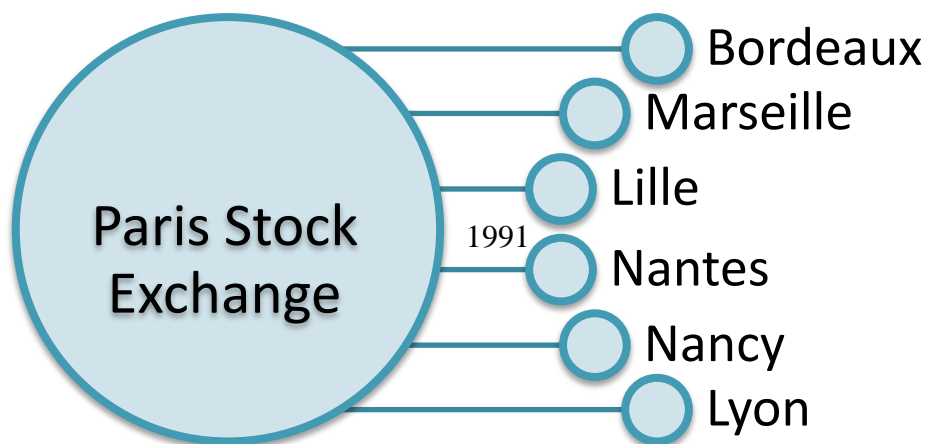 Bordeaux
Marseille
Lille
Paris Stock
Exchange
1991
Nantes
Nancy
Lyon